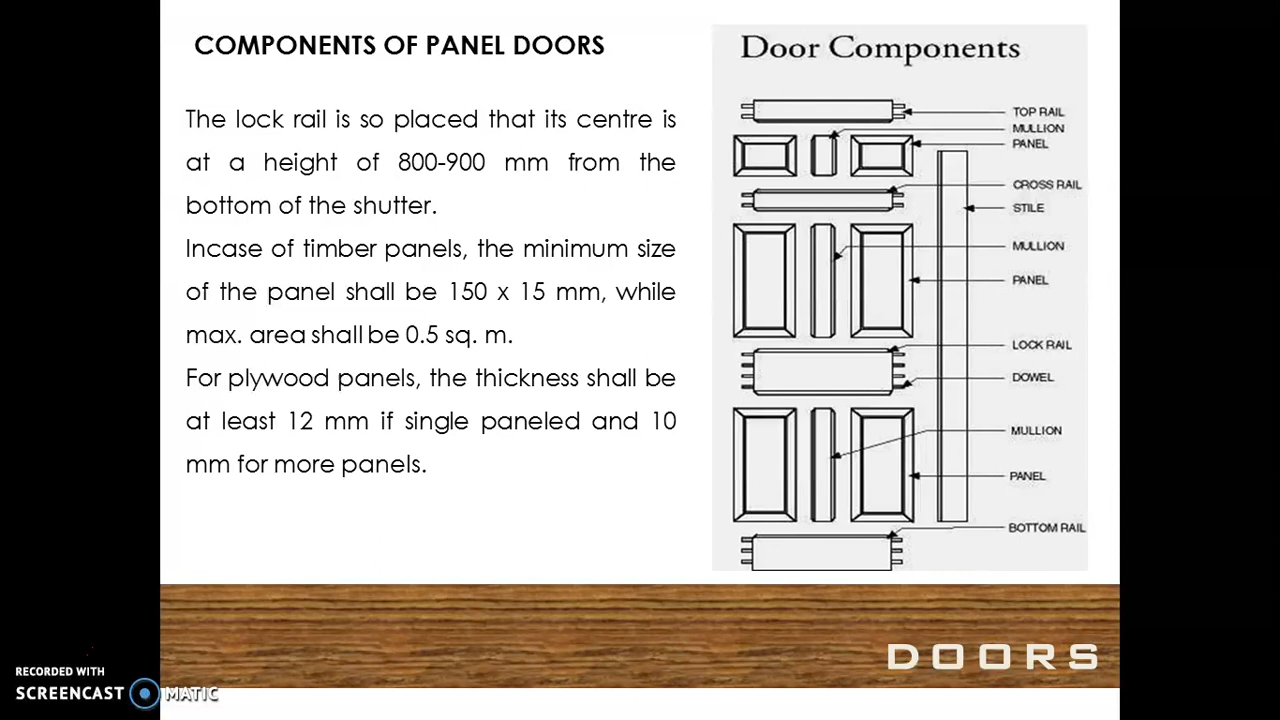 COMPONENTS OF PANEL DOORS
The lock rail is so placed that its centre is
at a height of 800-900 mm from the
bottom of the shutter.
Incase of timber panels, the minimum size
of the panel shall be 150 x 15 mm, while
max. area shall be 0.5 sq. m.
For plywood panels, the thickness shall be
at least 12 mm if single paneled and 10
mm for more panels.
Door Components
TOP RAIL
MULLION
PANEL
CROSS RAIL
STILE
MULLION
PANEL
LOCK RAIL
DOWEL
MULLION
PANEL
BOTTOM RAIL
DOORS
RECORDED WITH
SCREENCAST MATIC